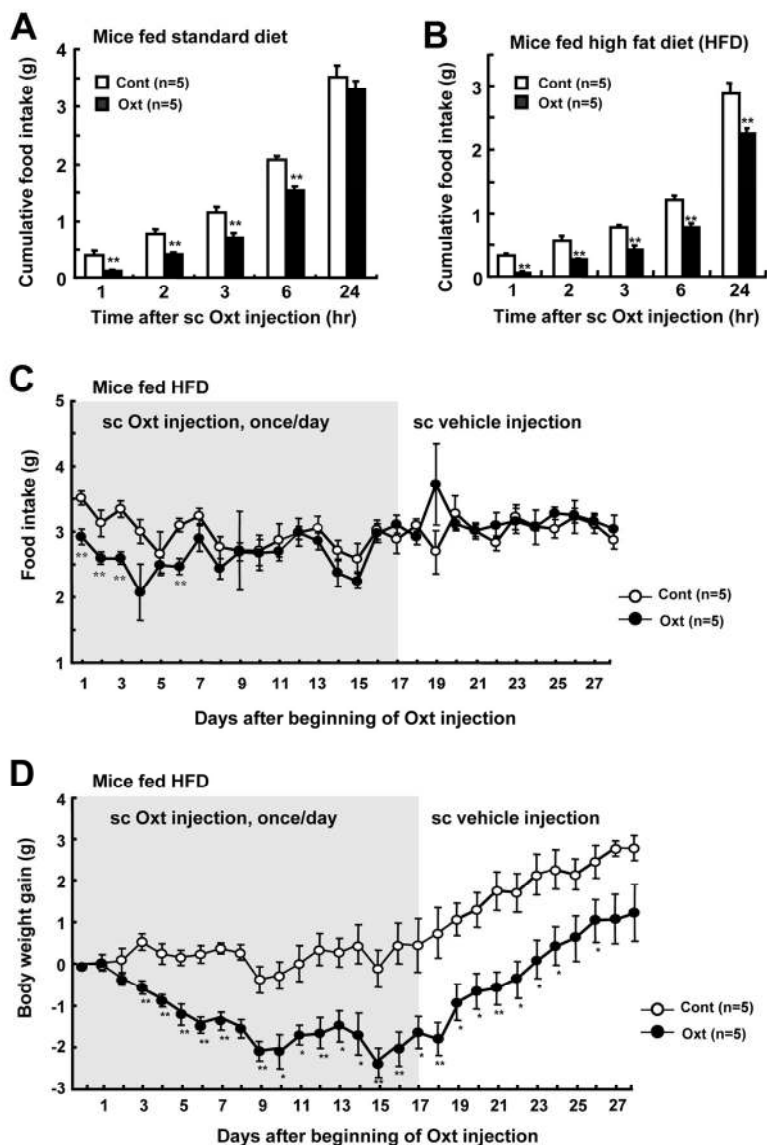 A
Mice fed standard diet
Cumulative food intake (g)
4
3
2
1
0
Cont (n=5)
Oxt (n=5)
** ** ** **
1 2 3 6 24
Time after sc Oxt injection (hr)
B
Mice fed high fat diet (HFD)
Cumulative food intake (g)
3
2
1
0
Cont (n=5)
Oxt (n=5)
** ** ** ** **
1 2 3 6 24
Time after sc Oxt injection (hr)
C
Mice fed HFD
sc Oxt injection, once/day
sc vehicle injection
Food intake (g)
5
4
3
2
1
** ** ** **
1 3 5 7 9 11 13 15 17 19 21 23 25 27
Days after beginning of Oxt injection
Cont (n=5)
Oxt (n=5)
D
Mice fed HFD
sc Oxt injection, once/day
sc vehicle injection
Body weight gain (g)
4
3
2
1
0
-1
-2
-3
** ** ** ** ** ** * * ** * * ** ** * ** * * ** * * * *
1 3 5 7 9 11 13 15 17 19 21 23 25 27
Days after beginning of Oxt injection
Cont (n=5)
Oxt (n=5)